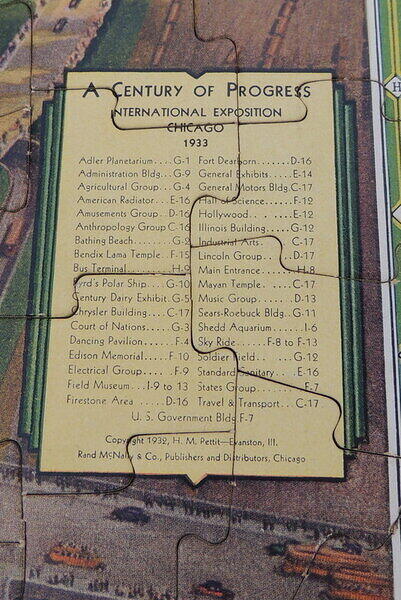 A CENTURY OF PROGRESS
INTERNATIONAL EXPOSITION
CHICAGO
1933
Adler Planetarium....G-1
Administration Bldg...G-9
Agricultural Group....G-4
American Radiator...E-16
Amusements Group..D-16
Anthropology Group C-16
Bathing Beach.......G-9
Bendix Lama Temple..F-15
Bus Terminal.........H-9
Byrd's Polar Ship....G-10
Century Dairy Exhibit.G-5
Chrysler Building....C-17
Court of Nations.....G-3
Dancing Pavilion......F-4
Edison Memorial.....F-10
Electrical Group......F-9
Field Museum...I-9 to 13
Firestone Area .....D-16
Fort Dearborn.......D-16
General Exhibits.....E-14
General Motors Bldg.C-17
Hall of Science......F-12
Hollywood.. . ....E-12
Illinois Building.....G-12
Industrial Arts.. C-17
Lincoln Group......D-17
Main Entrance.....H-8
Mayan Temple. ...C-17
Music Group......D-13
Sears-Roebuck Bldg..G-11
Shedd Aquarium......I-6
Sky Ride......F-8 to F-13
Soldier Field.. ...G-12
Standard Sanitary...E-16
States Group.......F-7
Travel & Transport...C-17
U. S. Government Bldg.F-7
Copyright 1932, H. M. Pettit—Evanston, Ill.
Rand McNally & Co., Publishers and Distributors, Chicago
H